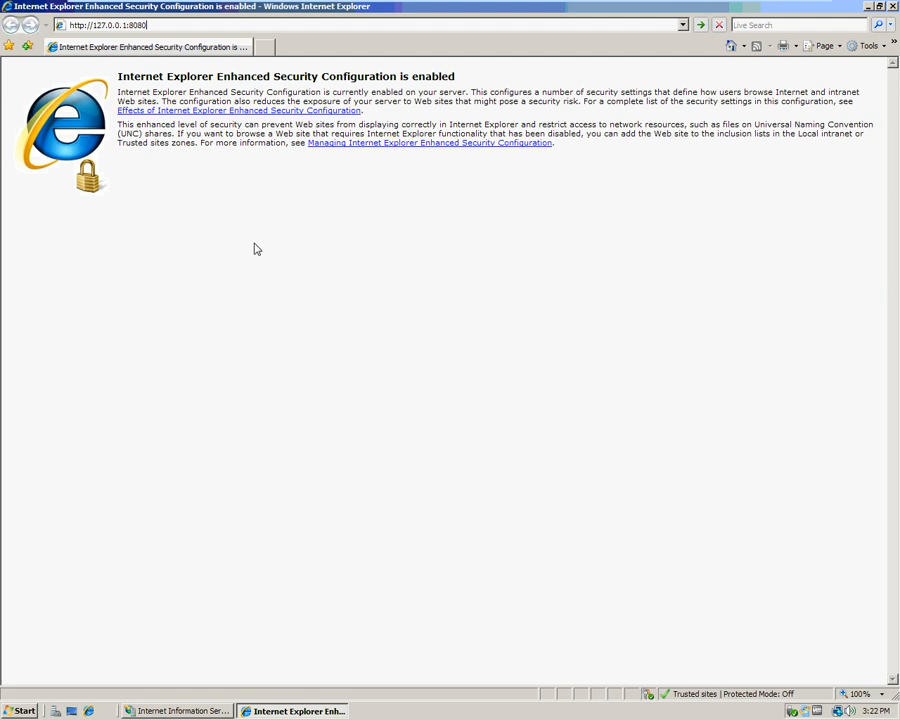 Internet Explorer Enhanced Security Configuration is enabled - Windows Internet Explorer
http://127.0.0.1:8080
Live Search
Internet Explorer Enhanced Security Configuration is ...
Page
Tools
Internet Explorer Enhanced Security Configuration is enabled
Internet Explorer Enhanced Security Configuration is currently enabled on your server. This configures a number of security settings that define how users browse Internet and intranet
Web sites. The configuration also reduces the exposure of your server to Web sites that might pose a security risk. For a complete list of the security settings in this configuration, see
Effects of Internet Explorer Enhanced Security Configuration.
This enhanced level of security can prevent Web sites from displaying correctly in Internet Explorer and restrict access to network resources, such as files on Universal Naming Convention
(UNC) shares. If you want to browse a Web site that requires Internet Explorer functionality that has been disabled, you can add the Web site to the inclusion lists in the Local intranet or
Trusted sites zones. For more information, see Managing Internet Explorer Enhanced Security Configuration.
Trusted sites | Protected Mode: Off
100%
Start
Internet Information Ser...
Internet Explorer Enh...
3:22 PM